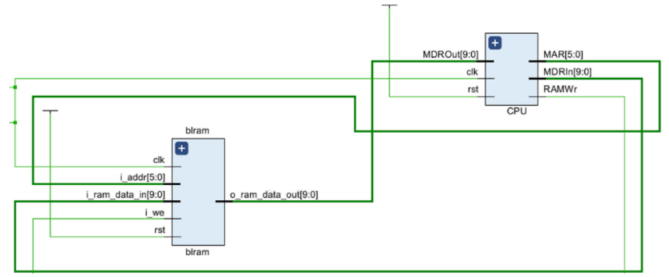 MDROut[9:0]
clk
rst
MAR[5:0]
MDRIn[9:0]
RAMWr
CPU
blram
clk
i_addr[5:0]
i_ram_data_in[9:0]
i_we
rst
o_ram_data_out[9:0]
blram